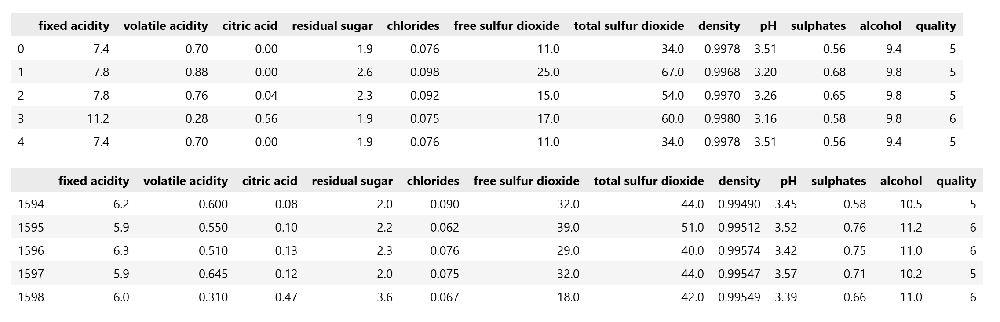 fixed acidity volatile acidity citric acid residual sugar chlorides free sulfur dioxide total sulfur dioxide density pH sulphates alcohol quality
0 7.4 0.70 0.00 1.9 0.076 11.0 34.0 0.9978 3.51 0.56 9.4 5
1 7.8 0.88 0.00 2.6 0.098 25.0 67.0 0.9968 3.20 0.68 9.8 5
2 7.8 0.76 0.04 2.3 0.092 15.0 54.0 0.9970 3.26 0.65 9.8 5
3 11.2 0.28 0.56 1.9 0.075 17.0 60.0 0.9980 3.16 0.58 9.8 6
4 7.4 0.70 0.00 1.9 0.076 11.0 34.0 0.9978 3.51 0.56 9.4 5
fixed acidity volatile acidity citric acid residual sugar chlorides free sulfur dioxide total sulfur dioxide density pH sulphates alcohol quality
1594 6.2 0.600 0.08 2.0 0.090 32.0 44.0 0.99490 3.45 0.58 10.5 5
1595 5.9 0.550 0.10 2.2 0.062 39.0 51.0 0.99512 3.52 0.76 11.2 6
1596 6.3 0.510 0.13 2.3 0.076 29.0 40.0 0.99574 3.42 0.75 11.0 6
1597 5.9 0.645 0.12 2.0 0.075 32.0 44.0 0.99547 3.57 0.71 10.2 5
1598 6.0 0.310 0.47 3.6 0.067 18.0 42.0 0.99549 3.39 0.66 11.0 6